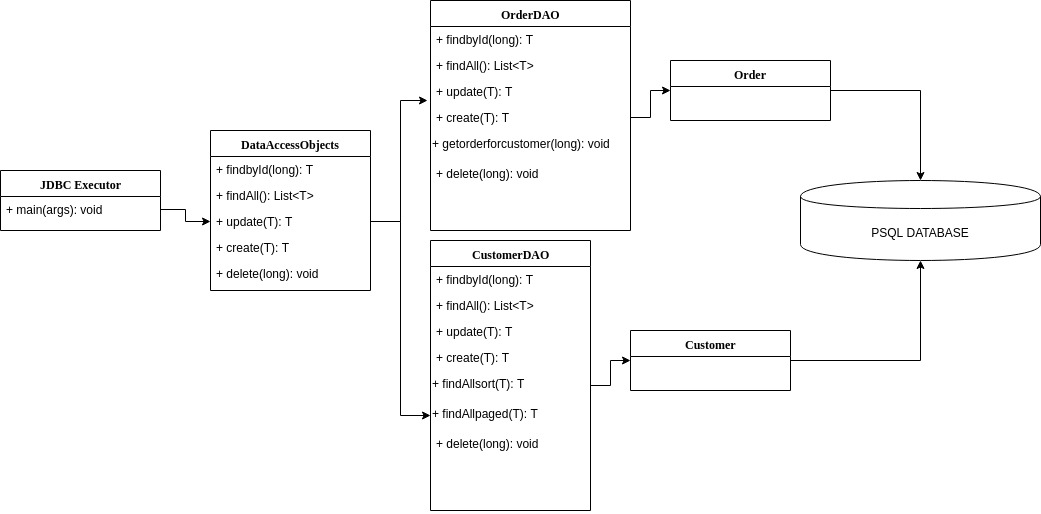 JDBC Executor
+ main(args): void
DataAccessObjects
+ findbyId(long): T
+ findAll(): List<T>
+ update(T): T
+ create(T): T
+ delete(long): void
OrderDAO
+ findbyId(long): T
+ findAll(): List<T>
+ update(T): T
+ create(T): T
+ getorderforcustomer(long): void
+ delete(long): void
CustomerDAO
+ findbyId(long): T
+ findAll(): List<T>
+ update(T): T
+ create(T): T
+ findAllsort(T): T
+ findAllpaged(T): T
+ delete(long): void
Order
Customer
PSQL DATABASE